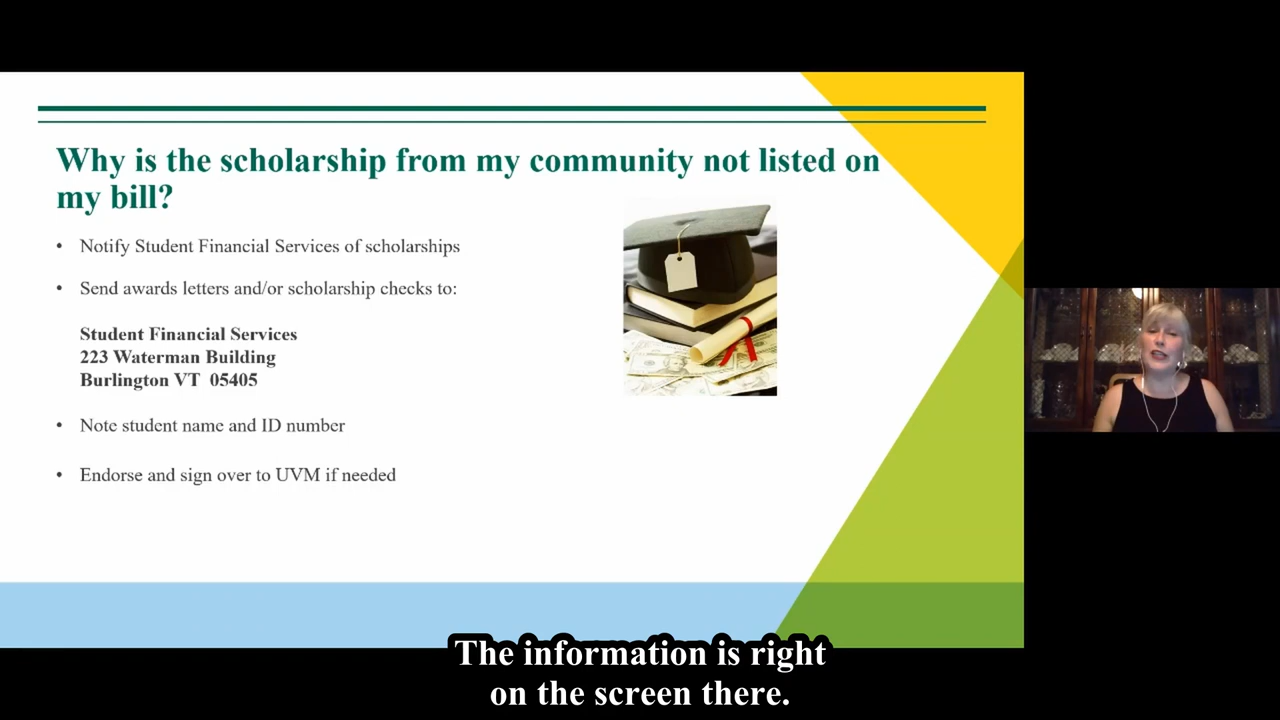 Why is the scholarship from my community not listed on
my bill?
• Notify Student Financial Services of scholarships
• Send awards letters and/or scholarship checks to:
Student Financial Services
223 Waterman Building
Burlington VT 05405
• Note student name and ID number
• Endorse and sign over to UVM if needed
The information is right
on the screen there.